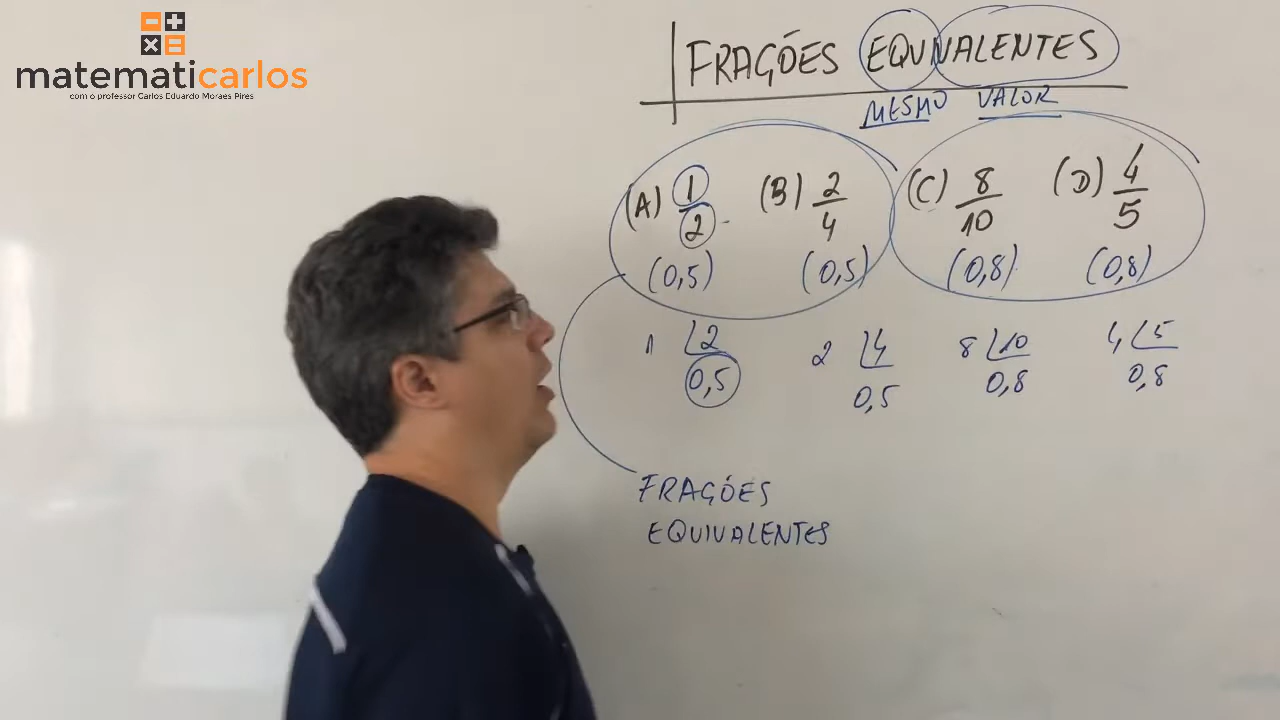 matematicarlos
com o professor Carlos Eduardo Moraes Pires
FRAÇÕES EQUIVALENTES
MESMO VALOR
(A) 1/2 (B) 2/4 (C) 8/10 (D) 4/5
(0,5) (0,5) (0,8) (0,8)
1 2 2 4 8 10 4 5
0,5 0,5 0,8 0,8
FRAÇÕES
EQUIVALENTES